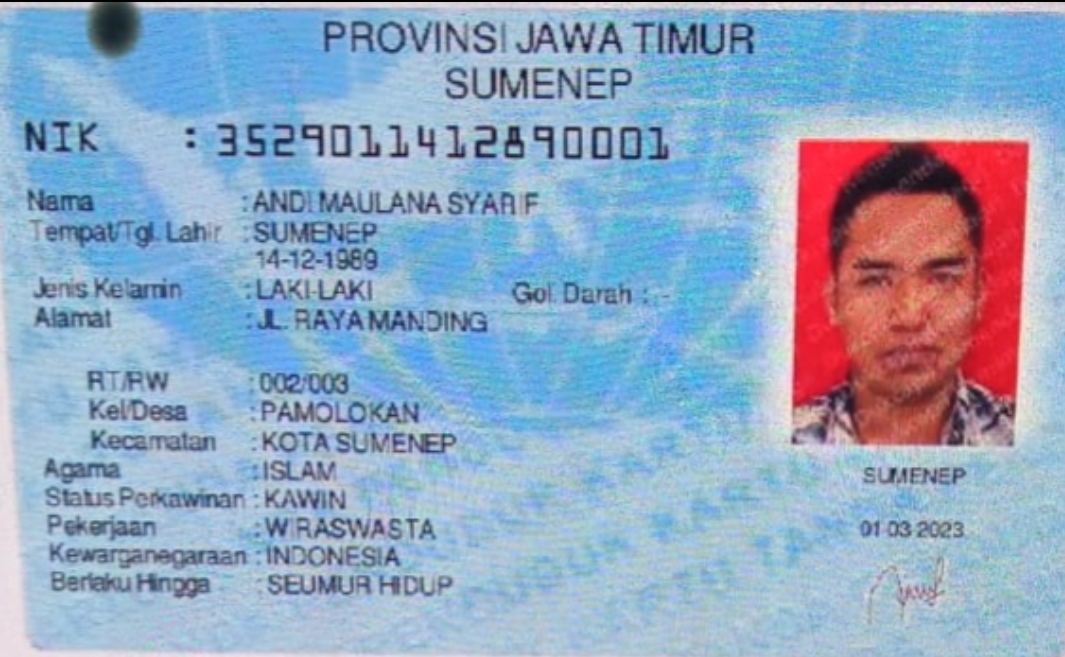 PROVINSI JAWA TIMUR
SUMENEP
NIK : 3529011412890001
Nama : ANDI MAULANA SYARIF
Tempat/Tgl. Lahir : SUMENEP
14-12-1989
Jenis Kelamin : LAKI-LAKI Gol. Darah : -
Alamat : JL. RAYA MANDING
RT/RW : 002/003
Kel/Desa : PAMOLOKAN
Kecamatan : KOTA SUMENEP
Agama : ISLAM
Status Perkawinan : KAWIN
Pekerjaan : WIRASWASTA
Kewarganegaraan : INDONESIA
Berlaku Hingga : SEUMUR HIDUP
SUMENEP
01-03-2023